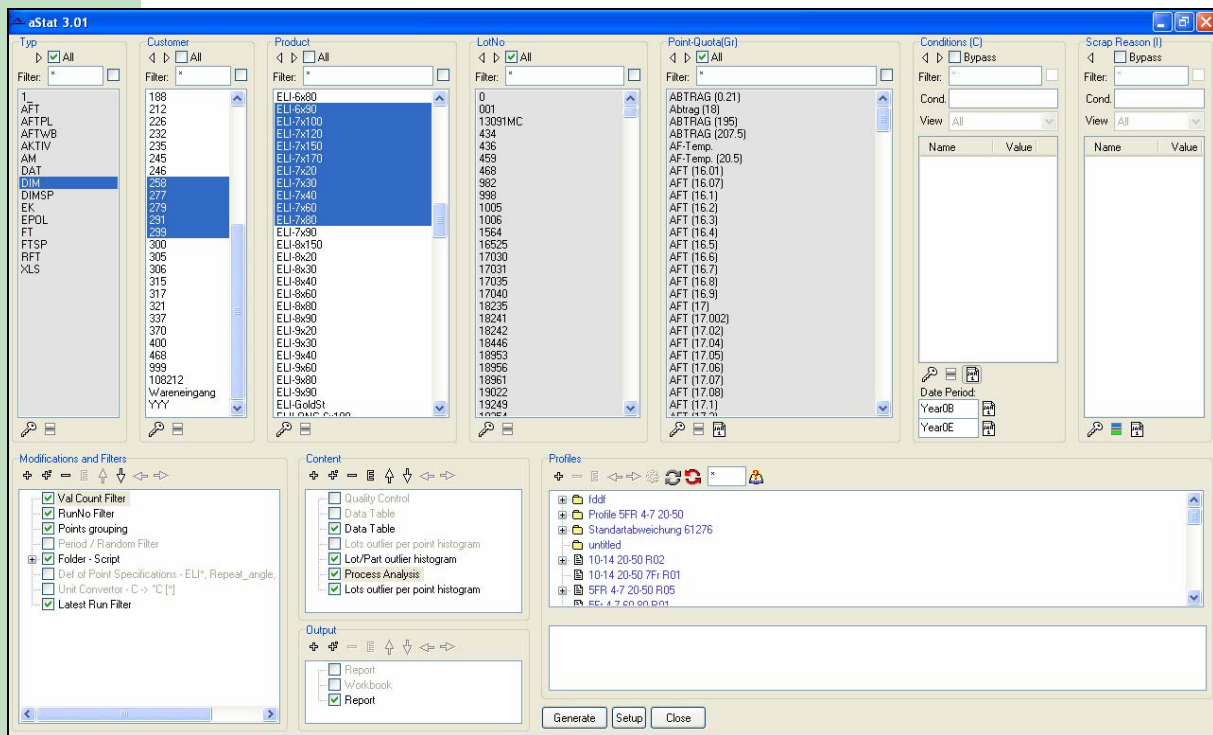 aStat 3.01
Typ
All
Filter: *
1_
AFT
AFTPL
AFTWB
AKTIV
AM
DAT
DIM
DIMSP
EK
EPOL
FT
FTSP
RFT
XLS
Customer
All
Filter: *
188
212
226
232
235
245
246
258
277
279
291
299
300
305
306
315
317
321
337
370
400
468
999
108212
Wareneingang
YYY
Product
All
Filter: *
ELI-6x80
ELI-6x90
ELI-7x100
ELI-7x120
ELI-7x150
ELI-7x170
ELI-7x20
ELI-7x30
ELI-7x40
ELI-7x60
ELI-7x80
ELI-7x90
ELI-8x150
ELI-8x20
ELI-8x30
ELI-8x40
ELI-8x60
ELI-8x80
ELI-8x90
ELI-9x20
ELI-9x30
ELI-9x40
ELI-9x60
ELI-9x80
ELI-9x90
ELI-GoldSt
LotNo
All
Filter: *
0
001
13091MC
434
436
459
468
982
998
1005
1006
1564
16525
17030
17031
17035
17040
18235
18241
18242
18446
18953
18956
18961
19022
19249
Point-Quota(Gr)
All
Filter: *
ABTRAG (0.21)
Abtrag (18)
ABTRAG (195)
ABTRAG (207.5)
AF-Temp.
AF-Temp. (20.5)
AFT (16.01)
AFT (16.07)
AFT (16.1)
AFT (16.2)
AFT (16.3)
AFT (16.4)
AFT (16.5)
AFT (16.6)
AFT (16.7)
AFT (16.8)
AFT (16.9)
AFT (17)
AFT (17.002)
AFT (17.02)
AFT (17.04)
AFT (17.05)
AFT (17.06)
AFT (17.07)
AFT (17.08)
AFT (17.1)
Conditions (C)
Bypass
Filter: *
Cond.
View All
Name Value
Date Period:
Year0B
Year0E
Scrap Reason (I)
Bypass
Filter: *
Cond.
View All
Name Value
Modifications and Filters
Val Count Filter
RunNo Filter
Points grouping
Period / Random Filter
Folder - Script
Def of Point Specifications - ELI*, Repeat_angle,
Unit Convertor - C -> °C [*]
Latest Run Filter
Content
Quality Control
Data Table
Data Table
Lots outlier per point histogram
Lot/Part outlier histogram
Process Analysis
Lots outlier per point histogram
Output
Report
Workbook
Report
Profiles
*
fddf
Profile 5FR 4-7 20-50
Standartabweichung 61276
untitled
10-14 20-50 R02
10-14 20-50 7Fr R01
5FR 4-7 20-50 R05
5Fr 4-7 60 80 R01
Generate Setup Close